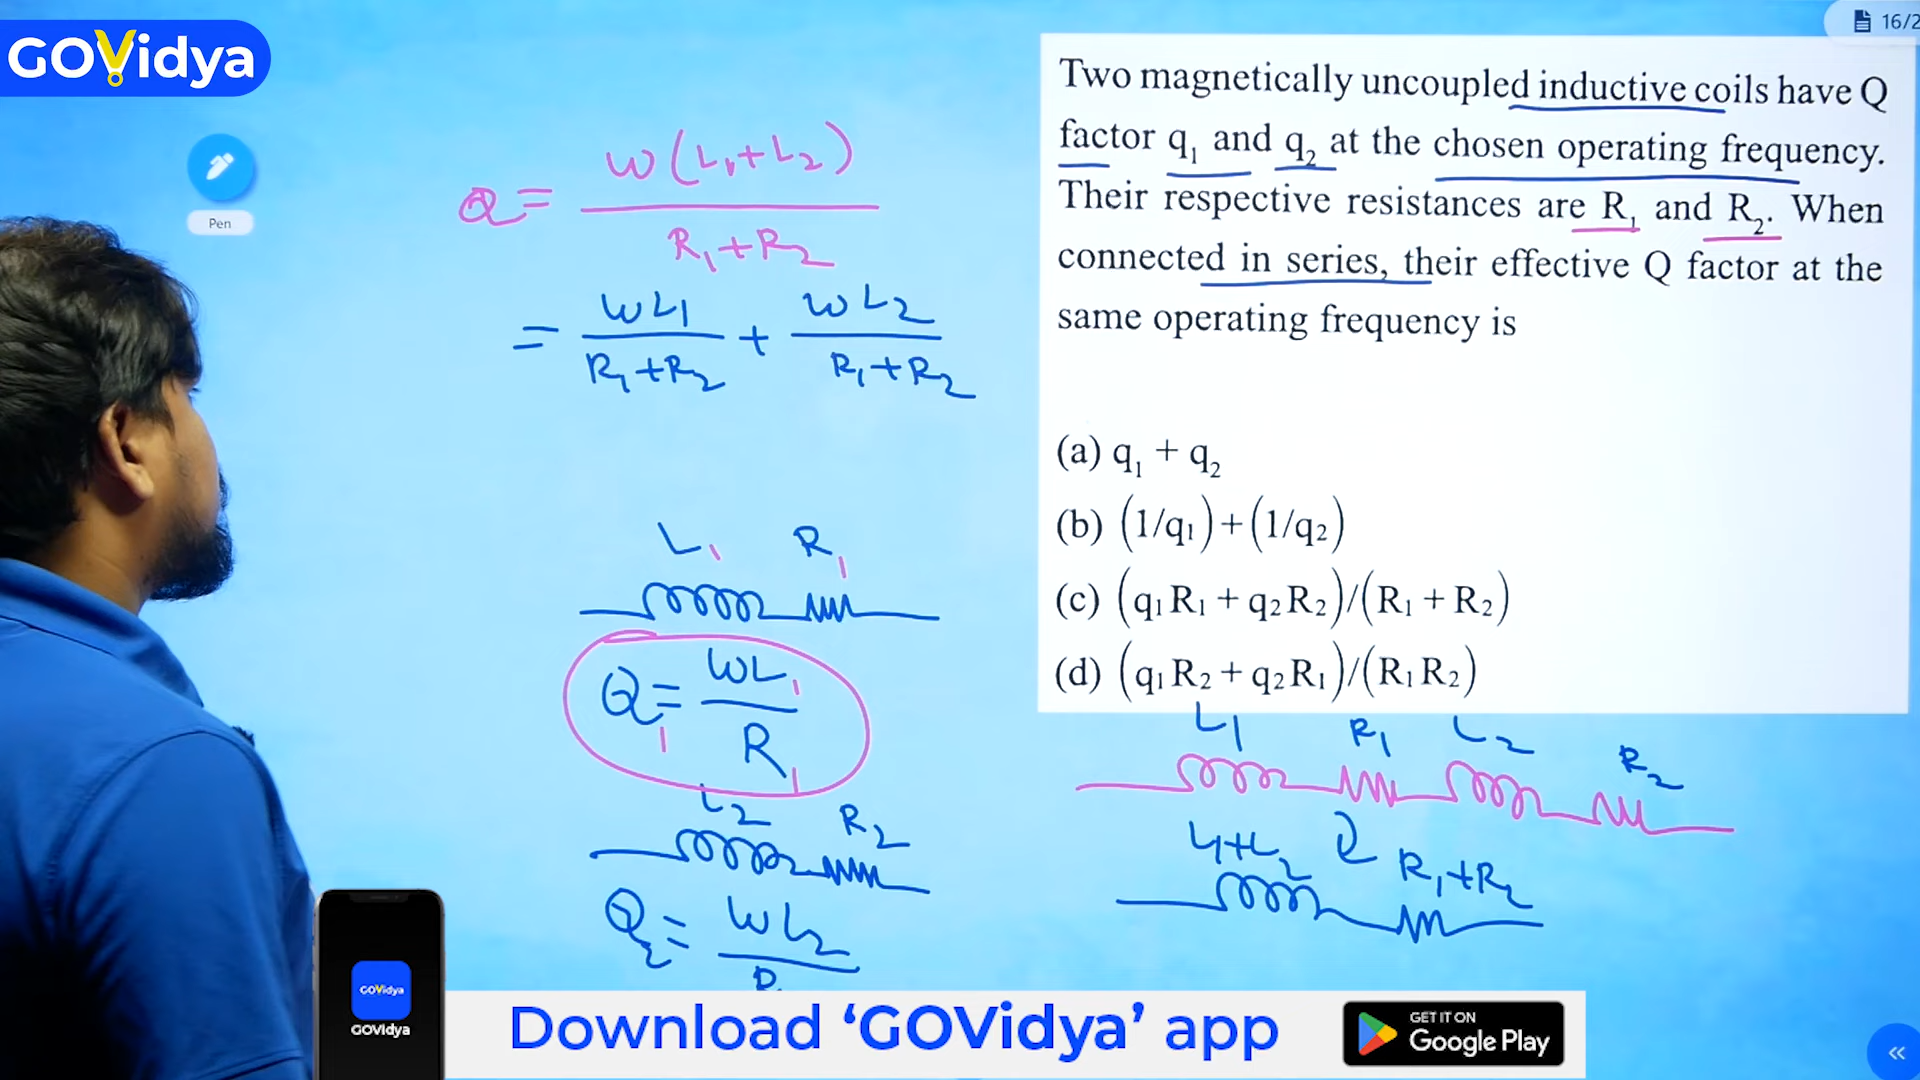 GOVidya
16/2
Pen
Two magnetically uncoupled inductive coils have Q
factor q₁ and q₂ at the chosen operating frequency.
Their respective resistances are R₁ and R₂. When
connected in series, their effective Q factor at the
same operating frequency is
(a) q₁ + q₂
(b) (1/q₁)+(1/q₂)
(c) (q₁R₁ + q₂R₂)/(R₁ + R₂)
(d) (q₁R₂ + q₂R₁)/(R₁R₂)
Q = w(L₁+L₂) / R₁+R₂
= wL₁ / R₁+R₂ + wL₂ / R₁+R₂
L₁ R₁
Q₁ = wL₁ / R₁
L₂ R₂
Q₂ = wL₂
L₁ R₁ L₂ R₂
L₁+L₂ R₁+R₂
GOVidya
GOVidya
Download ‘GOVidya’ app
GET IT ON
Google Play